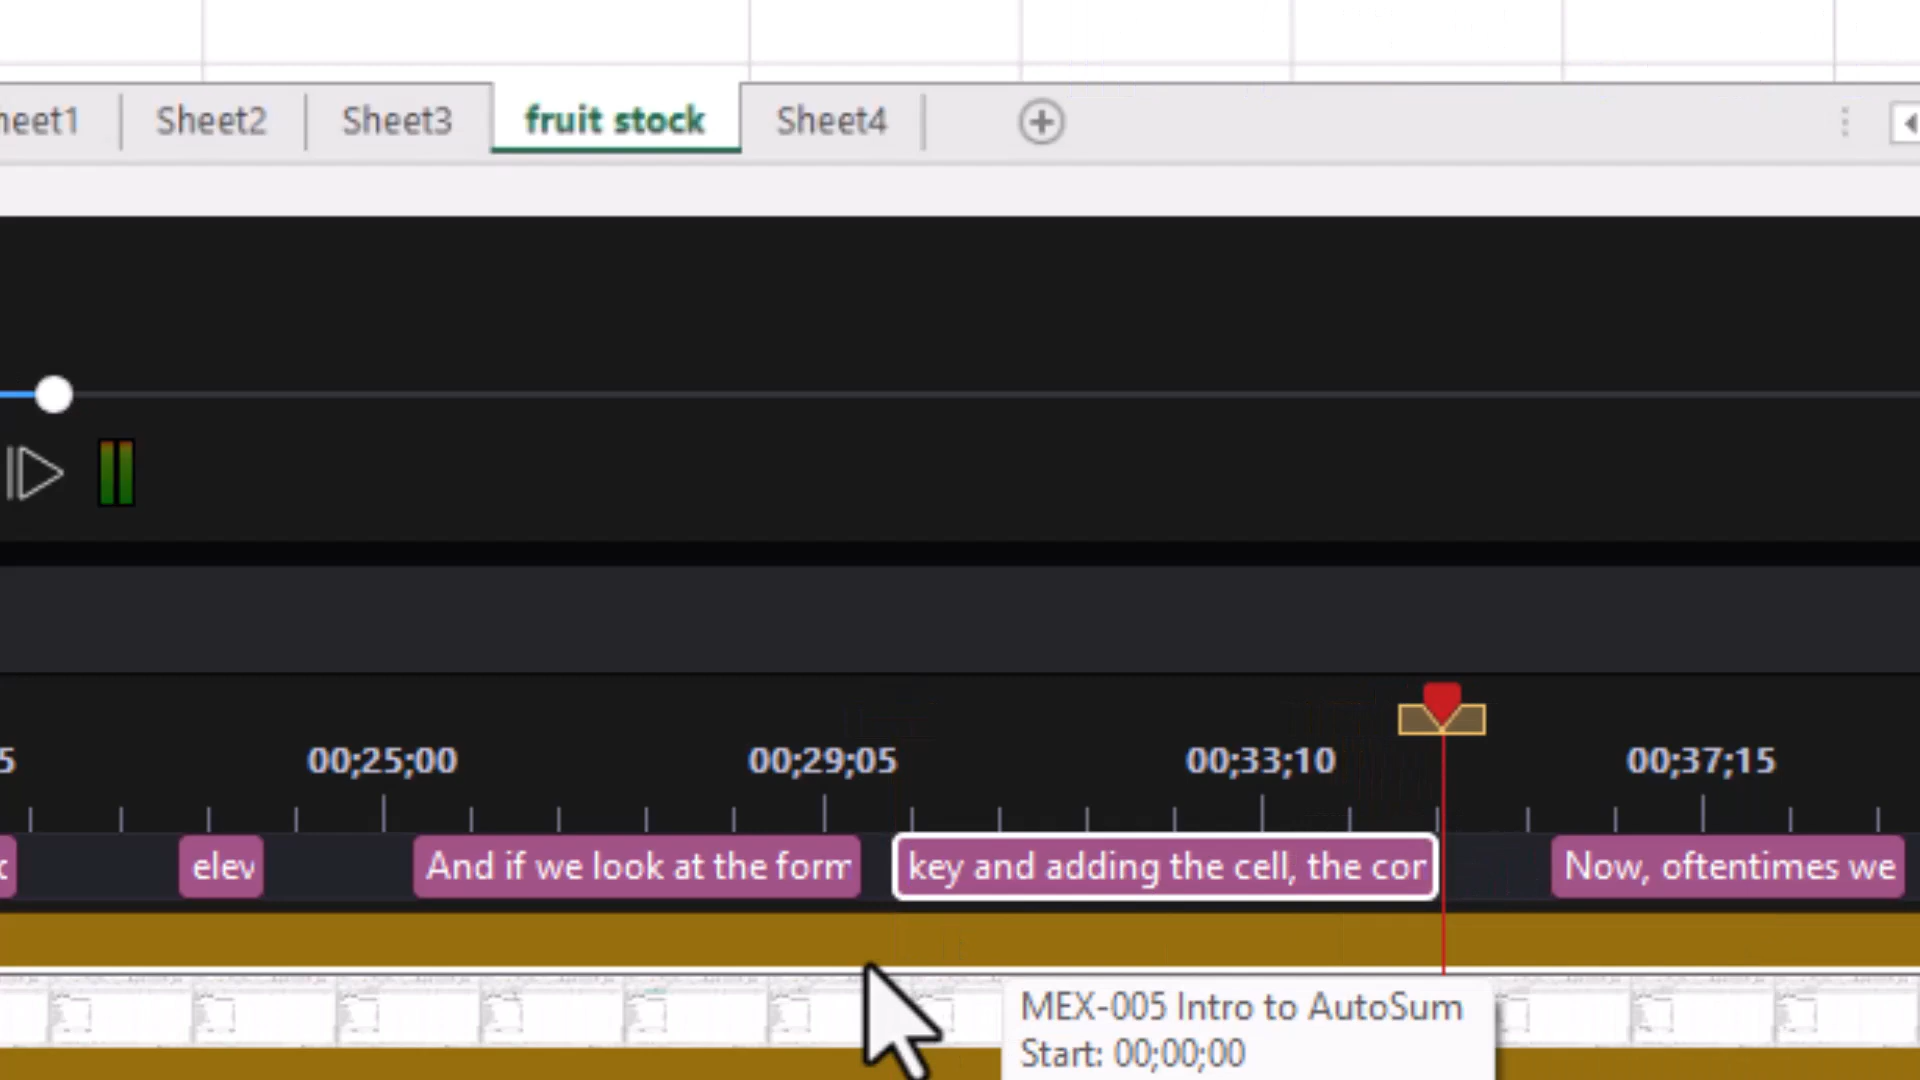 heet1 Sheet2 Sheet3 fruit stock Sheet4
5 00;25;00 00;29;05 00;33;10 00;37;15
elev And if we look at the form key and adding the cell, the cor Now, oftentimes we
MEX-005 Intro to AutoSum
Start: 00;00;00